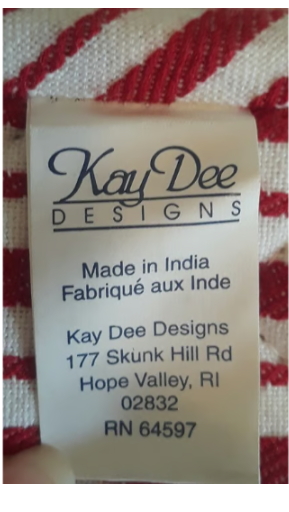 Kay Dee
DESIGNS
Made in India
Fabriqué aux Inde
Kay Dee Designs
177 Skunk Hill Rd
Hope Valley, RI
02832
RN 64597